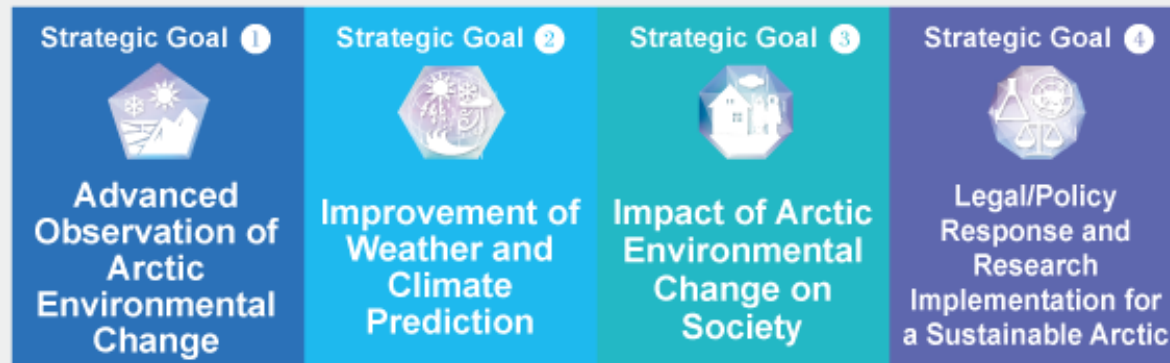 Strategic Goal 1
Advanced
Observation of
Arctic
Environmental
Change
Strategic Goal 2
Improvement of
Weather and
Climate
Prediction
Strategic Goal 3
Impact of Arctic
Environmental
Change on
Society
Strategic Goal 4
Legal/Policy
Response and
Research
Implementation for
a Sustainable Arctic